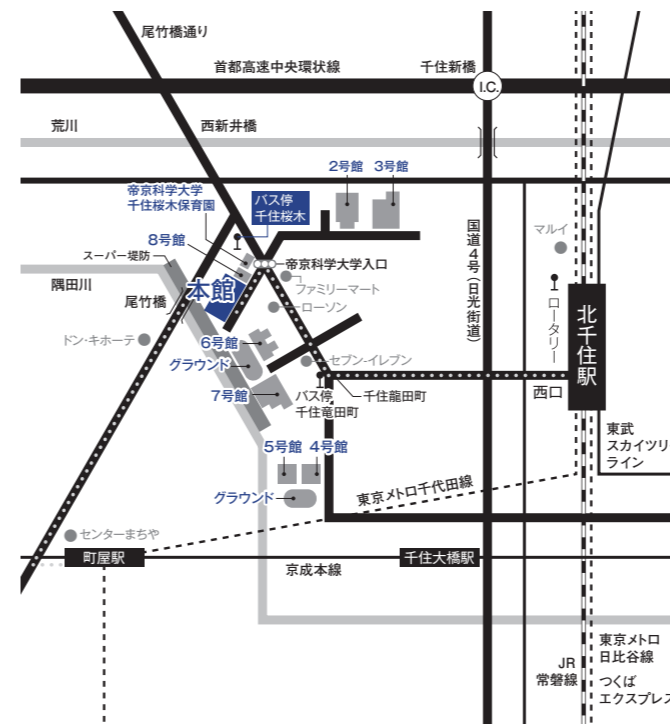 尾竹橋通り
首都高速中央環状線
千住新橋
I.C.
荒川
西新井橋
2号館
3号館
帝京科学大学
千住桜木保育園
バス停
千住桜木
8号館
スーパー堤防
国道4号(日光街道)
マルイ
帝京科学大学入口
隅田川
本館
ファミリーマート
尾竹橋
ローソン
ロータリー
北千住駅
ドン・キホーテ
6号館
グラウンド
セブン-イレブン
7号館
バス停
千住竜田町
千住龍田町
西口
東武
スカイツリ
ライン
5号館
4号館
グラウンド
東京メトロ千代田線
センターまちや
町屋駅
千住大橋駅
京成本線
JR
常磐線
東京メトロ
日比谷線
つくば
エクスプレス